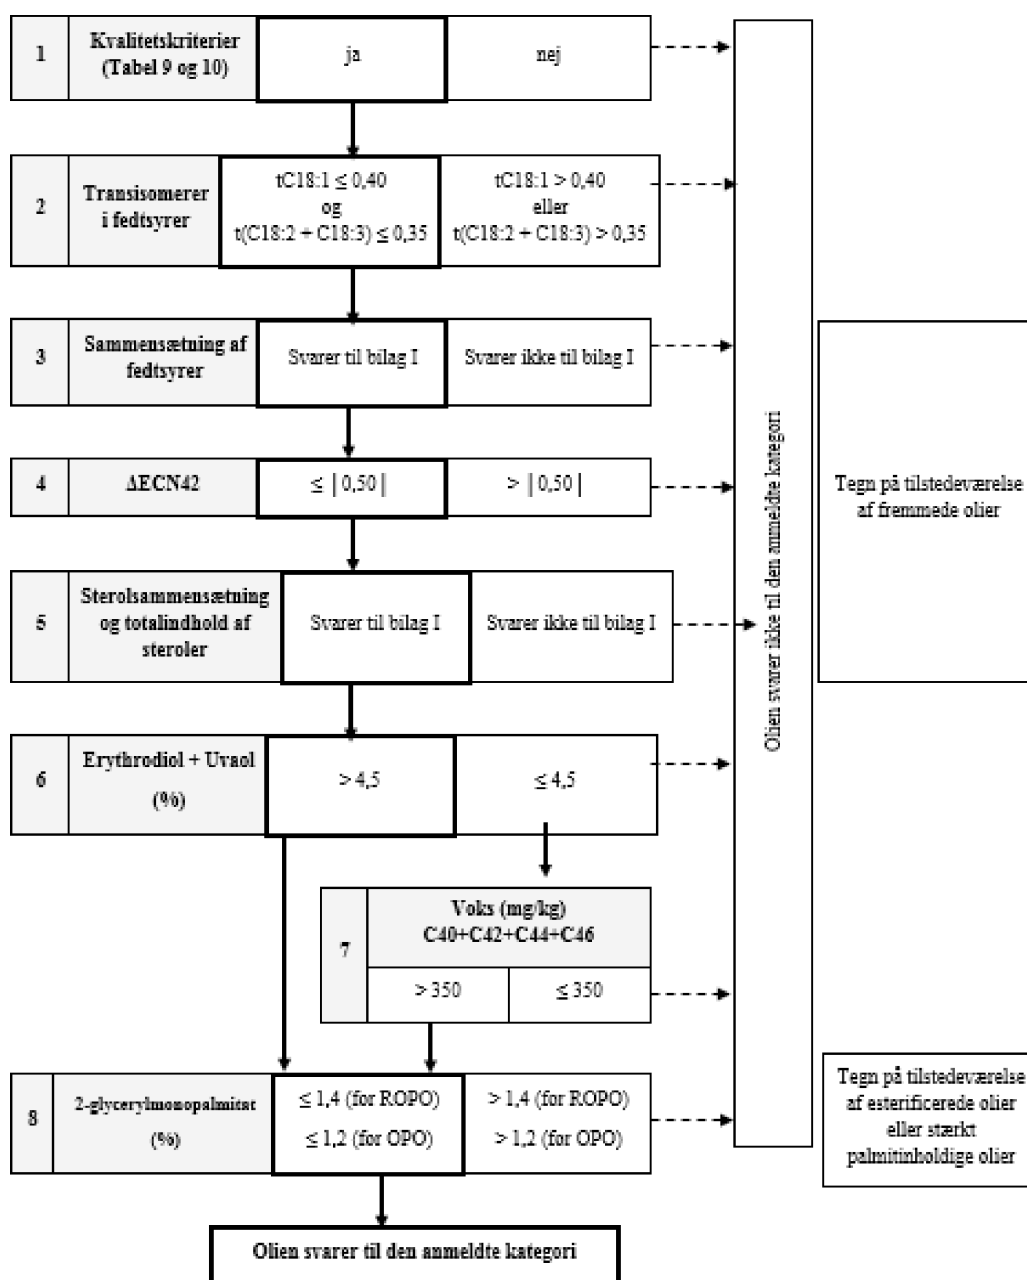 1
Kvalitetskriterier
(Tabel 9 og 10)
ja
nej
2
Transisomerer
i fedtsyrer
tC18:1 ≤ 0,40
og
t(C18:2 + C18:3) ≤ 0,35
tC18:1 > 0,40
eller
t(C18:2 + C18:3) > 0,35
3
Sammensætning af
fedtsyrer
Svarer til bilag I
Svarer ikke til bilag I
4
ΔECN42
≤ |0,50|
> |0,50|
5
Sterolsammensætning
og totalindhold af
steroler
Svarer til bilag I
Svarer ikke til bilag I
6
Erythrodiol + Uvaol
(%)
> 4,5
≤ 4,5
7
Voks (mg/kg)
C40+C42+C44+C46
> 350
≤ 350
8
2-glycerylmonopalmitat
(%)
≤ 1,4 (for ROPO)
≤ 1,2 (for OPO)
> 1,4 (for ROPO)
> 1,2 (for OPO)
Olien svarer til den anmeldte kategori
Olien svarer ikke til den anmeldte kategori
Tegn på tilstedeværelse
af fremmede olier
Tegn på tilstedeværelse
af esterificerede olier
eller stærkt
palmitinholdige olier